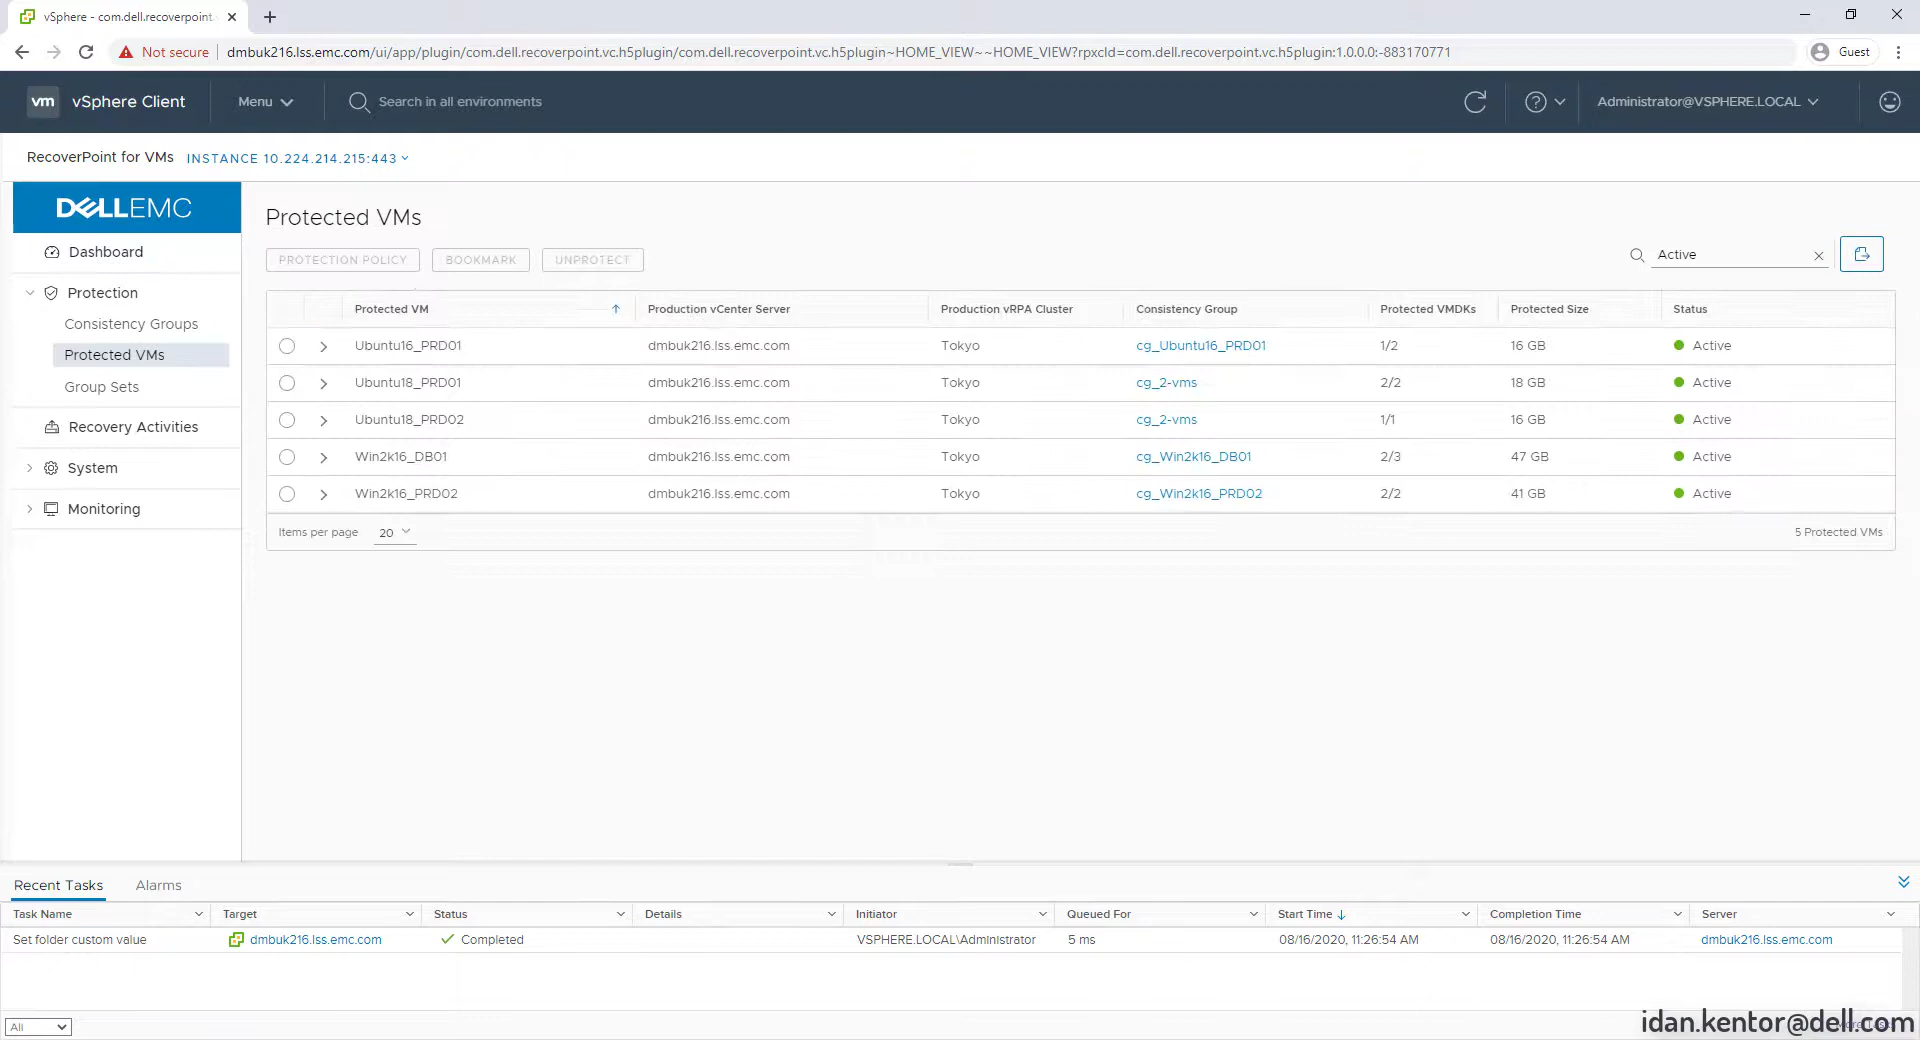 vSphere - com.dell.recoverpoint
Not secure
dmbuk216.lss.emc.com/ui/app/plugin/com.dell.recoverpoint.vc.h5plugin/com.dell.recoverpoint.vc.h5plugin~HOME_VIEW~~HOME_VIEW?rpxcId=com.dell.recoverpoint.vc.h5plugin:1.0.0.0:-883170771
Guest
vm vSphere Client
Menu
Search in all environments
Administrator@VSPHERE.LOCAL
RecoverPoint for VMs INSTANCE 10.224.214.215:443
DELLEMC
Dashboard
Protection
Consistency Groups
Protected VMs
Group Sets
Recovery Activities
System
Monitoring
Protected VMs
PROTECTION POLICY BOOKMARK UNPROTECT
Active
Protected VM Production vCenter Server Production vRPA Cluster Consistency Group Protected VMDKs Protected Size Status
Ubuntu16_PRD01 dmbuk216.lss.emc.com Tokyo cg_Ubuntu16_PRD01 1/2 16 GB Active
Ubuntu18_PRD01 dmbuk216.lss.emc.com Tokyo cg_2-vms 2/2 18 GB Active
Ubuntu18_PRD02 dmbuk216.lss.emc.com Tokyo cg_2-vms 1/1 16 GB Active
Win2k16_DB01 dmbuk216.lss.emc.com Tokyo cg_Win2k16_DB01 2/3 47 GB Active
Win2k16_PRD02 dmbuk216.lss.emc.com Tokyo cg_Win2k16_PRD02 2/2 41 GB Active
Items per page 20
5 Protected VMs
Recent Tasks Alarms
Task Name Target Status Details Initiator Queued For Start Time Completion Time Server
Set folder custom value dmbuk216.lss.emc.com Completed VSPHERE.LOCAL\Administrator 5 ms 08/16/2020, 11:26:54 AM 08/16/2020, 11:26:54 AM dmbuk216.lss.emc.com
All
idan.kentor@dell.com